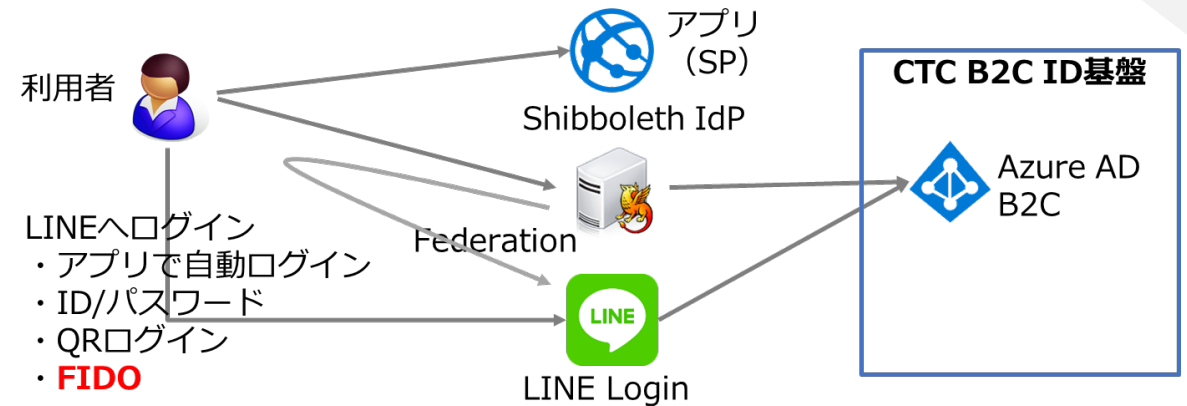 アプリ
（SP）
利用者
CTC B2C ID基盤
Shibboleth IdP
Azure AD
B2C
LINEへログイン
・アプリで自動ログイン
・ID/パスワード
・QRログイン
・FIDO
Federation
LINE
LINE Login